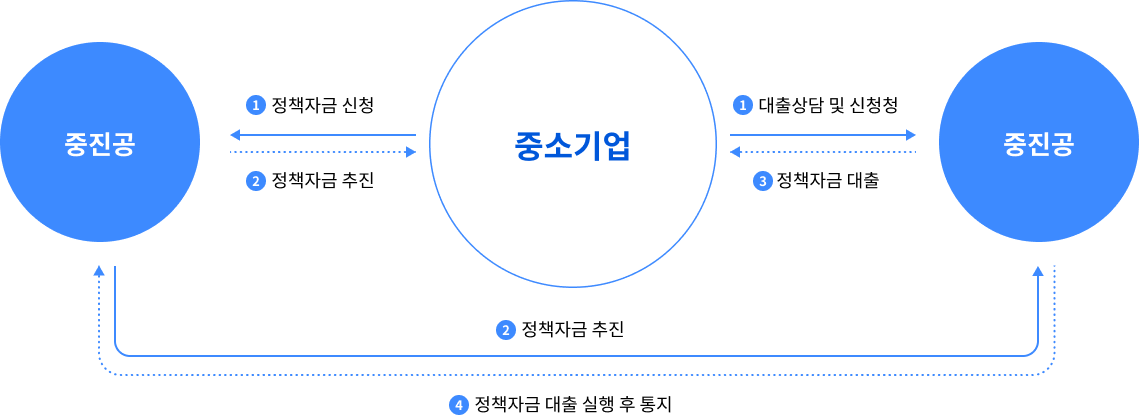 1 정책자금 신청
1 대출상담 및 신청청
중진공
중소기업
중진공
2 정책자금 추진
3 정책자금 대출
2 정책자금 추진
4 정책자금 대출 실행 후 통지